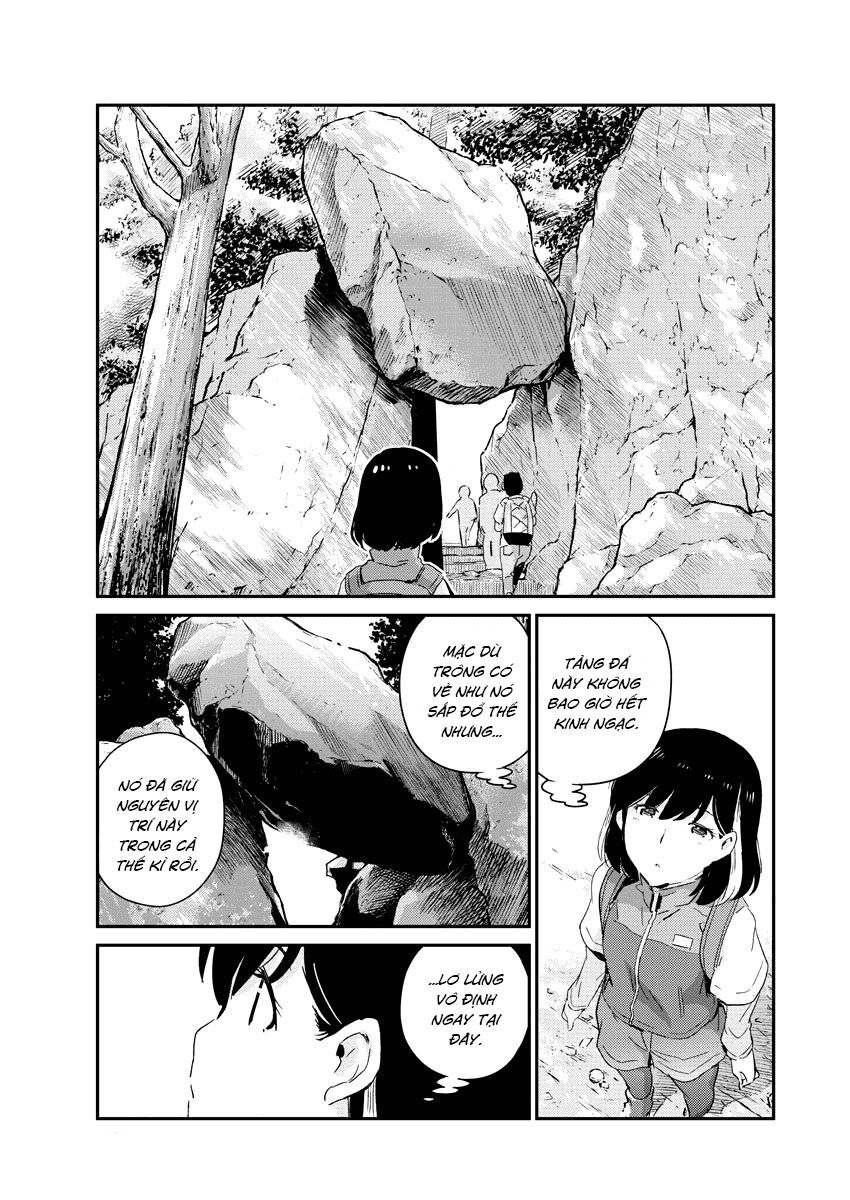 TẢNG ĐÁ
NÀY KHÔNG
BAO GIỜ HẾT
KINH NGẠC.
MẶC DÙ
TRÔNG CÓ
VẺ NHƯ NÓ
SẮP ĐỔ THẾ
NHƯNG...
NÓ ĐÃ GIỮ
NGUYÊN VỊ
TRÍ NÀY
TRONG CẢ
THẾ KỈ RỒI.
...LƠ LỬNG
VÔ ĐỊNH
NGAY TẠI
ĐÂY.